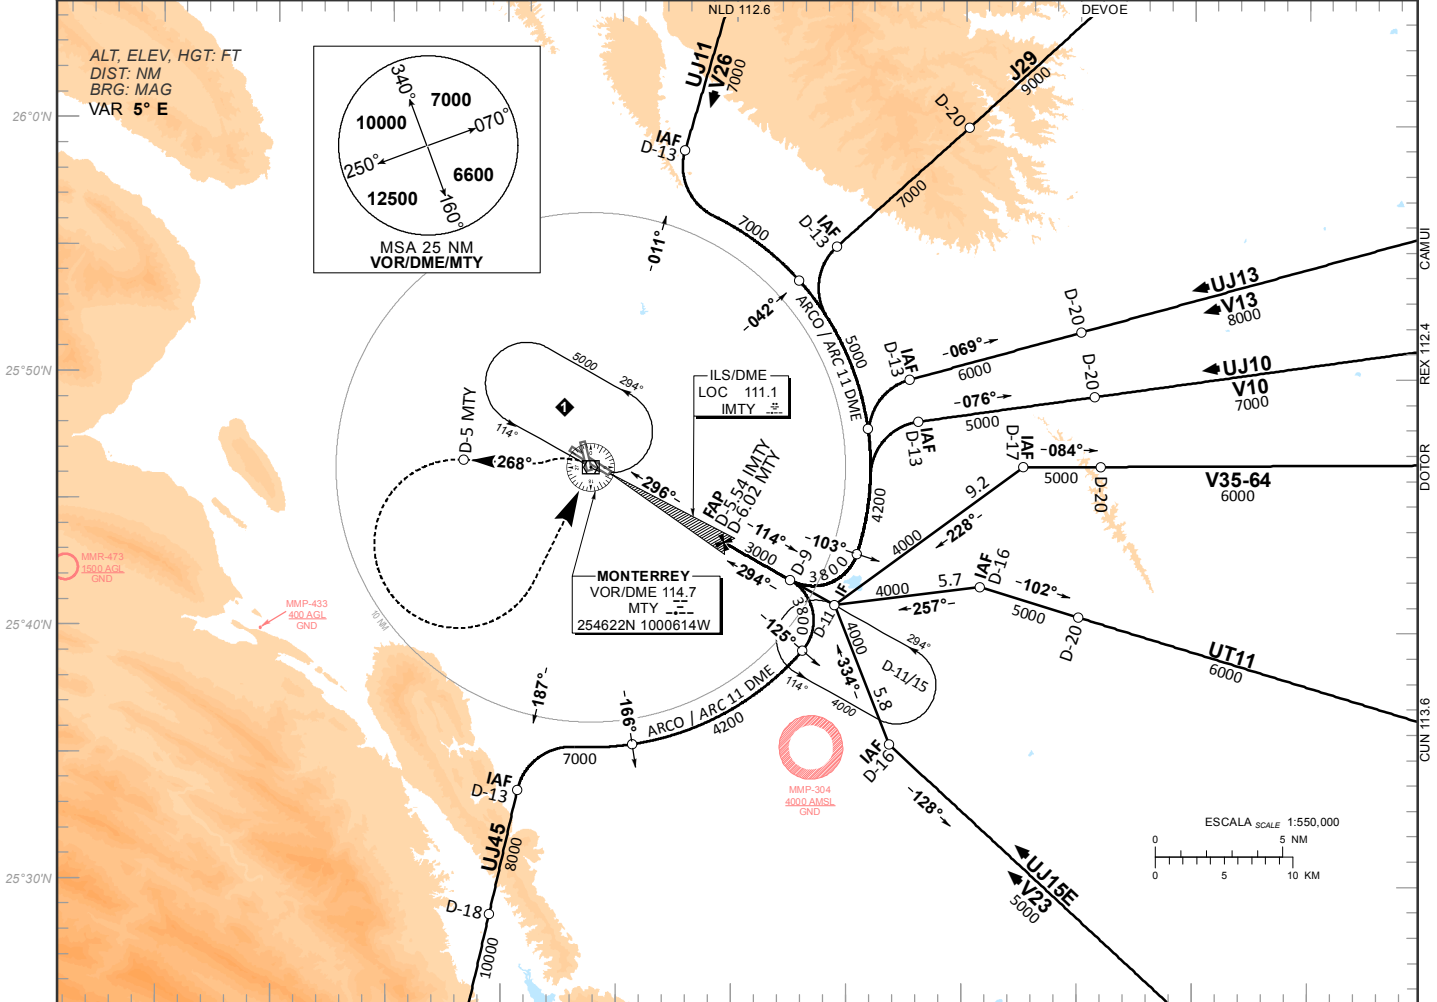 NLD 112.6
DEVOE
ALT, ELEV, HGT: FT
DIST: NM
BRG: MAG
VAR 5° E
340°
7000
070°
10000
250°
6600
12500
160°
MSA 25 NM
VOR/DME/MTY
UJ11
V26
7000
J29
9000
D-20
7000
IAF
D-13
IAF
D-13
7000
-011°-
-042°
ARCO / ARC 11 DME
5000
UJ13
V13
8000
CAMUI
D-20
-069°-
6000
IAF
D-13
UJ10
V10
7000
REX 112.4
D-20
-076°-
5000
IAF
D-13
IAF
D-17
-084°-
5000
D-20
V35-64
6000
DOTOR
5000
294°
1
114°
D-5 MTY
268°
ILS/DME
LOC 111.1
IMTY
-296°-
FAP
D-5.54 IMTY
D-6.02 MTY
3000
-114°-
-294°-
D-9
-103°-
4200
3800
3800
9.2
4000
-228°-
IF
D-11
4000
5.7
-257°-
IAF
D-16
-102°-
5000
D-20
UT11
6000
CUN 113.6
MONTERREY
VOR/DME 114.7
MTY
254622N 1000614W
-125°
4000
-334°-
5.8
294°
D-11/15
114°
4000
IAF
D-16
-128°-
UJ15E
V23
5000
MMR-473
1500 AGL
GND
MMP-433
400 AGL
GND
10 NM
-187°-
-166°
ARCO / ARC 11 DME
4200
7000
IAF
D-13
UJ45
8000
D-18
10000
MMP-304
4000 AMSL
GND
ESCALA SCALE 1:550,000
0 5 NM
0 5 10 KM
26°0'N
25°50'N
25°40'N
25°30'N